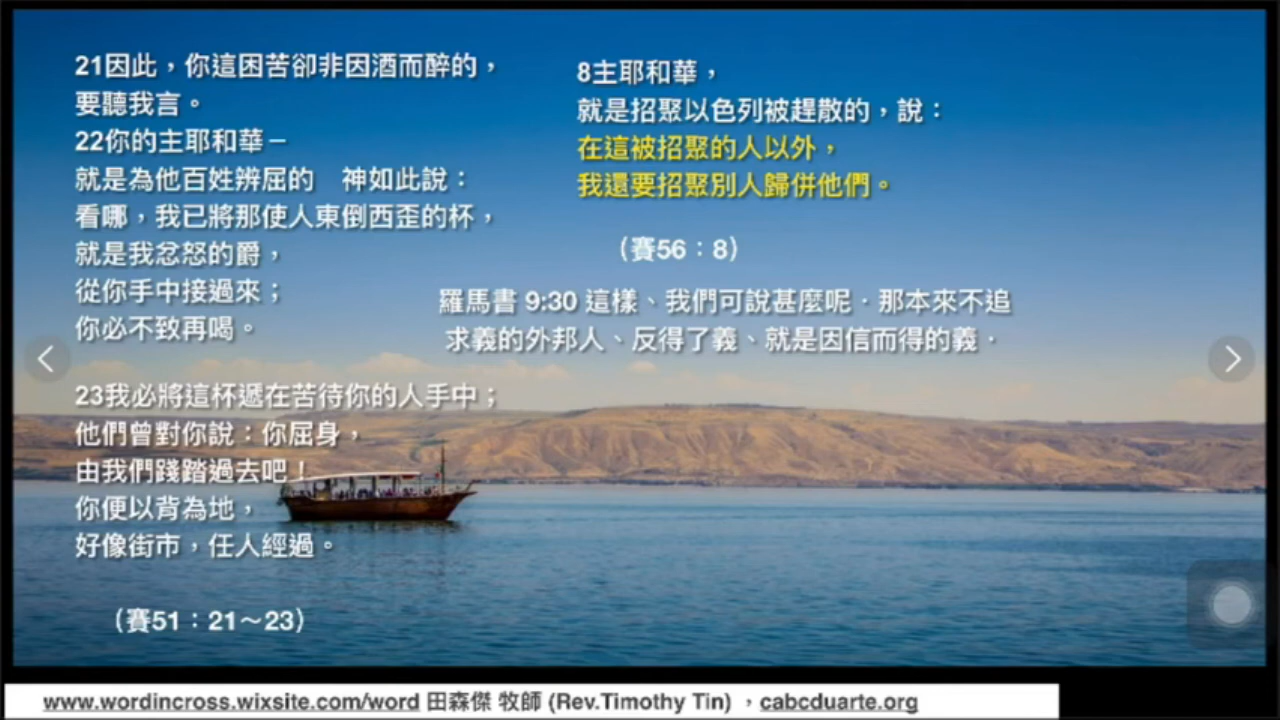 21因此，你這困苦卻非因酒而醉的，
要聽我言。
22你的主耶和華－
就是為他百姓辨屈的　神如此說：
看哪，我已將那使人東倒西歪的杯，
就是我忿怒的爵，
從你手中接過來；
你必不致再喝。
23我必將這杯遞在苦待你的人手中；
他們曾對你說：你屈身，
由我們踐踏過去吧！
你便以背為地，
好像街市，任人經過。
（賽51：21～23）
8主耶和華，
就是招聚以色列被趕散的，說：
在這被招聚的人以外，
我還要招聚別人歸併他們。
（賽56：8）
羅馬書 9:30 這樣、我們可說甚麼呢．那本來不追
求義的外邦人、反得了義、就是因信而得的義．
www.wordincross.wixsite.com/word 田森傑 牧師 (Rev.Timothy Tin) ，cabcduarte.org